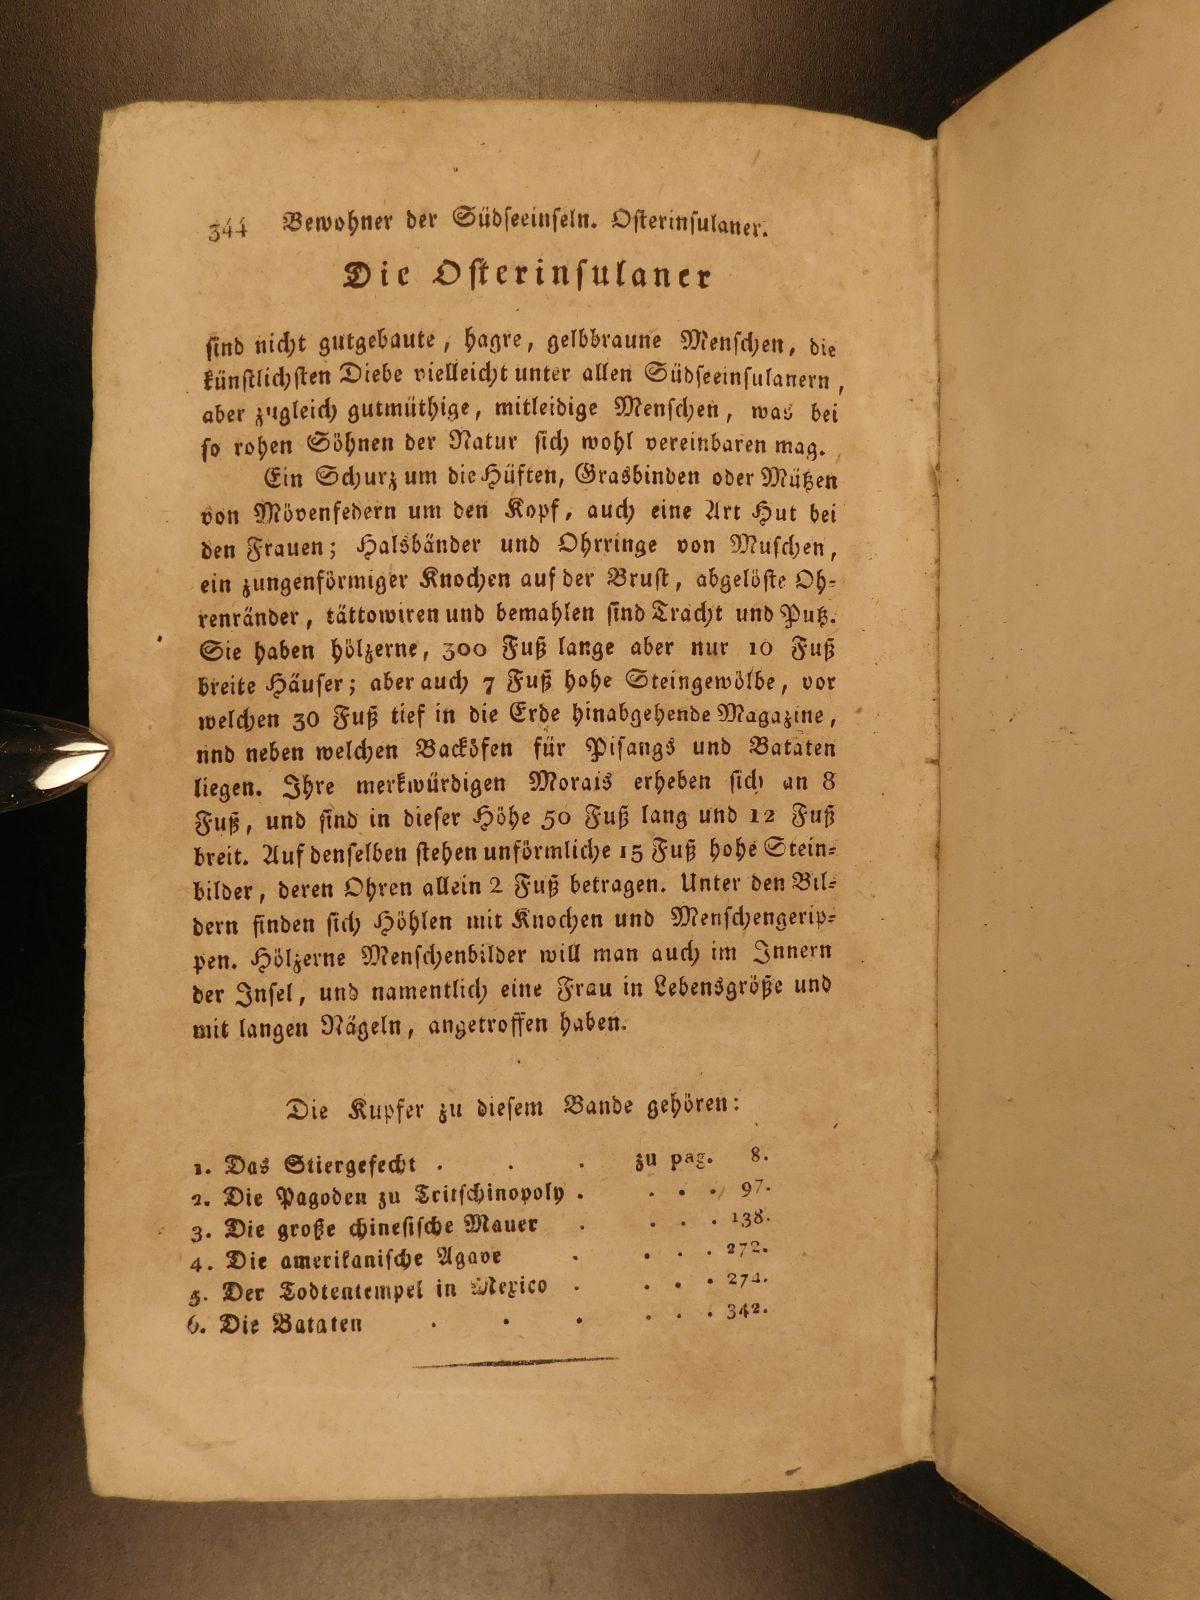 344 Bewohner der Südseeinseln. Osterinsulaner.
Die Osterinsulaner
sind nicht gutgebaute, hagre, gelbbraune Menschen, die
künstlichsten Diebe vielleicht unter allen Südseeinsulanern,
aber zugleich gutmüthige, mitleidige Menschen, was bei
so rohen Söhnen der Natur sich wohl vereinbaren mag.
Ein Schurz um die Hüften, Grasbinden oder Mützen
von Mövenfedern um den Kopf, auch eine Art Hut bei
den Frauen; Halsbänder und Ohrringe von Muschen,
ein zungenförmiger Knochen auf der Brust, abgelöste Oh-
renränder, tättowiren und bemahlen sind Tracht und Putz.
Sie haben hölzerne, 300 Fuß lange aber nur 10 Fuß
breite Häuser; aber auch 7 Fuß hohe Steingewölbe, vor
welchen 30 Fuß tief in die Erde hinabgehende Magazine,
nnd neben welchen Backöfen für Pisangs und Bataten
liegen. Ihre merkwürdigen Morais erheben sich an 8
Fuß, und sind in dieser Höhe 50 Fuß lang und 12 Fuß
breit. Auf denselben stehen unförmliche 15 Fuß hohe Stein-
bilder, deren Ohren allein 2 Fuß betragen. Unter den Bil-
dern finden sich Höhlen mit Knochen und Menschengerip-
pen. Hölzerne Menschenbilder will man auch im Innern
der Insel, und namentlich eine Frau in Lebensgröße und
mit langen Nägeln, angetroffen haben.
Die Kupfer zu diesem Bande gehören:
1. Das Stiergefecht . . . zu pag. 8.
2. Die Pagoden zu Tritschinopoly . . . . 97.
3. Die große chinesische Mauer . . . . 138.
4. Die amerikanische Agave . . . . 272.
5. Der Todtentempel in Mexico . . . . 274.
6. Die Bataten . . . . . . 342.